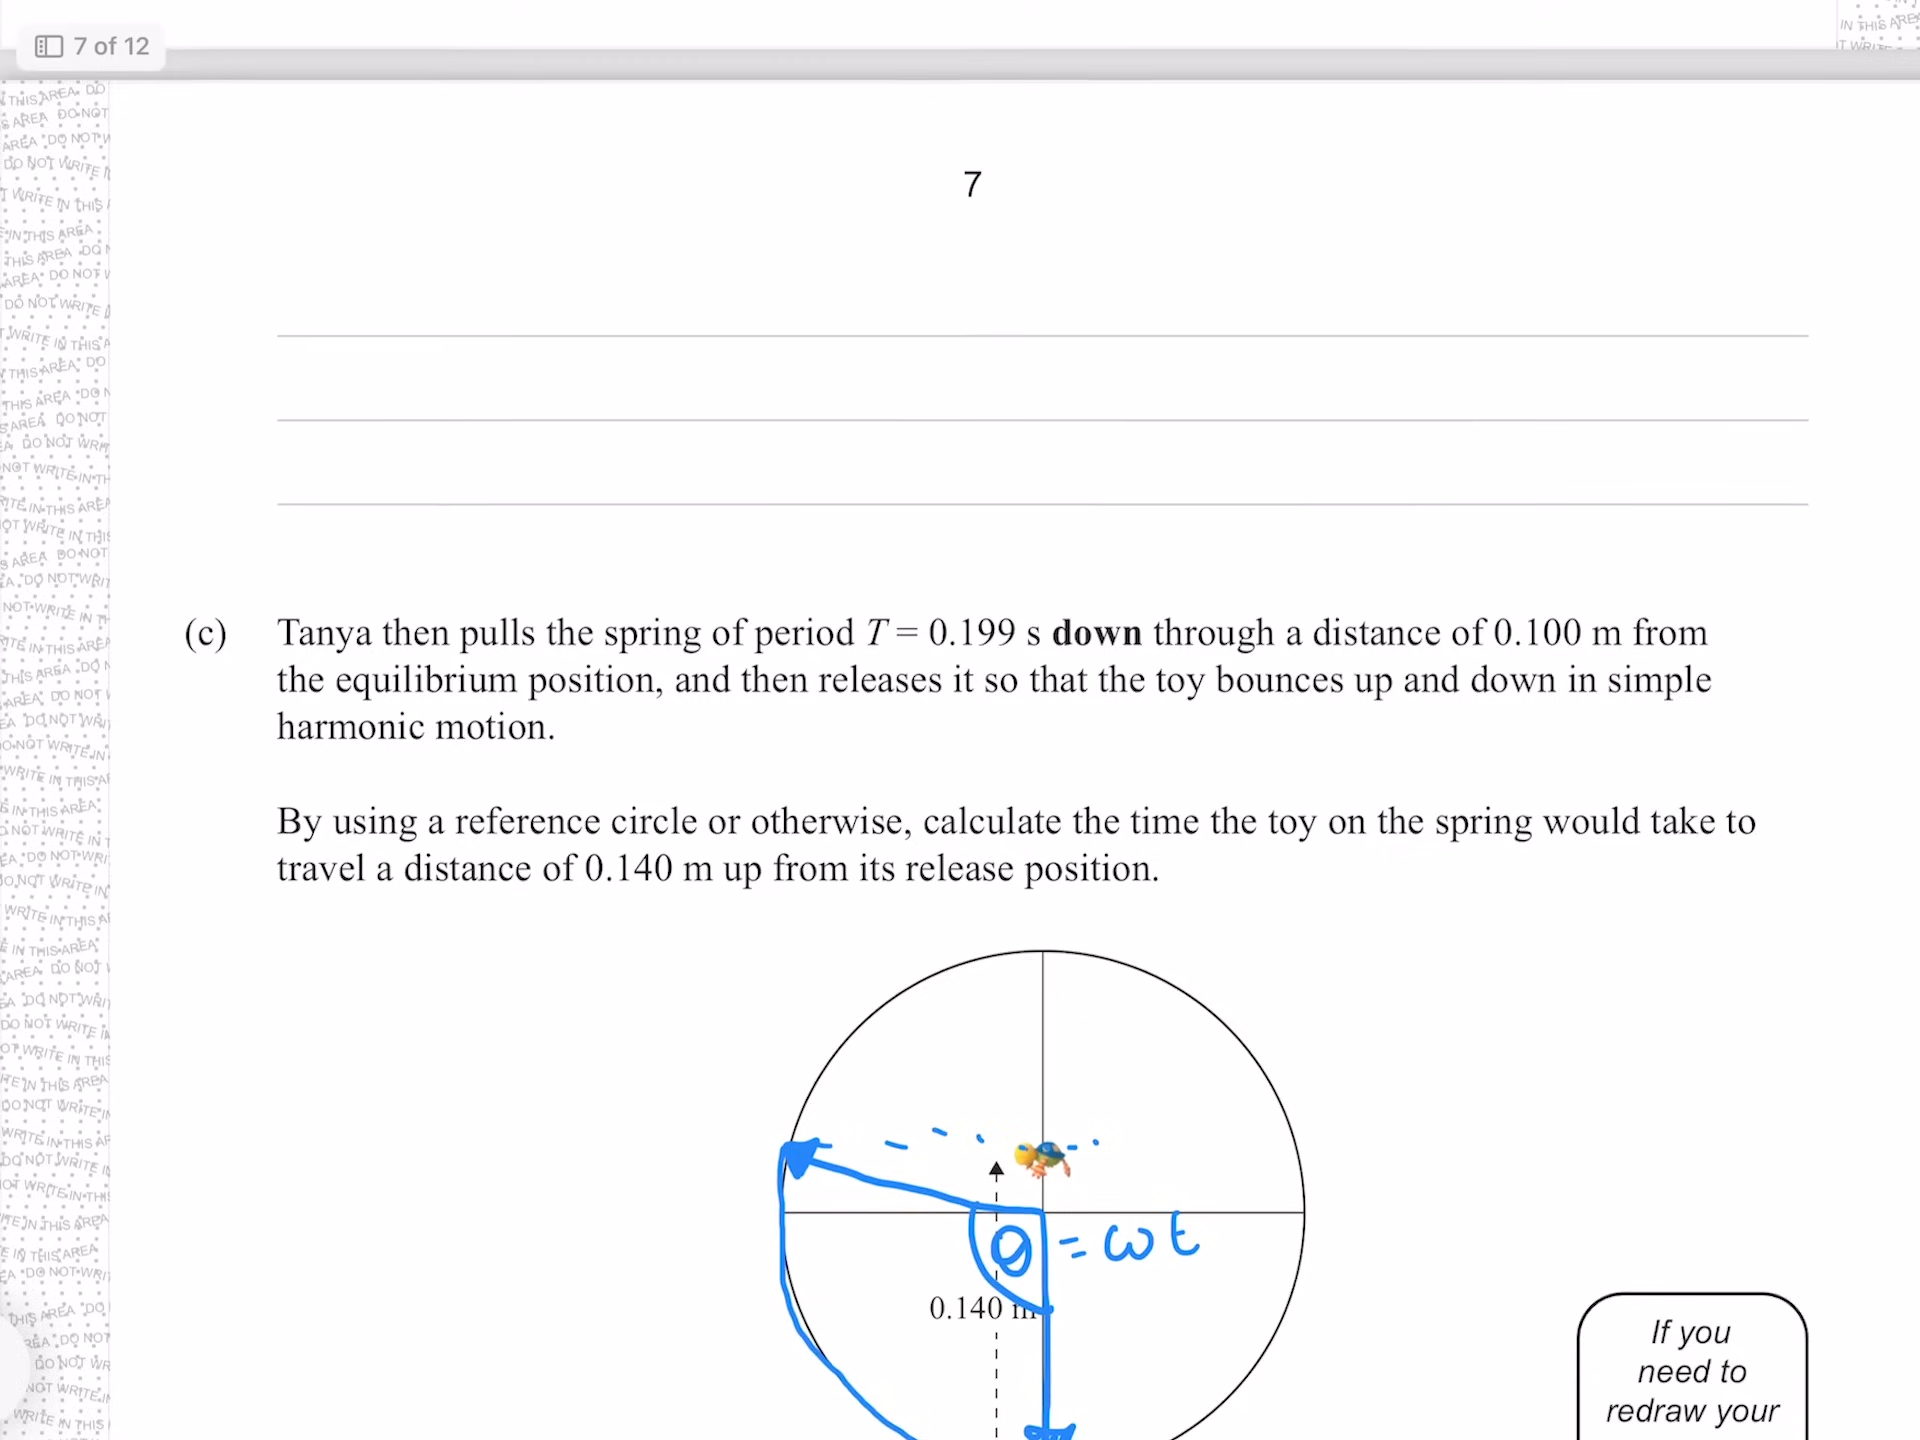 7 of 12
7
(c) Tanya then pulls the spring of period T = 0.199 s down through a distance of 0.100 m from
the equilibrium position, and then releases it so that the toy bounces up and down in simple
harmonic motion.
By using a reference circle or otherwise, calculate the time the toy on the spring would take to
travel a distance of 0.140 m up from its release position.
θ = ωt
0.140 m
If you
need to
redraw your